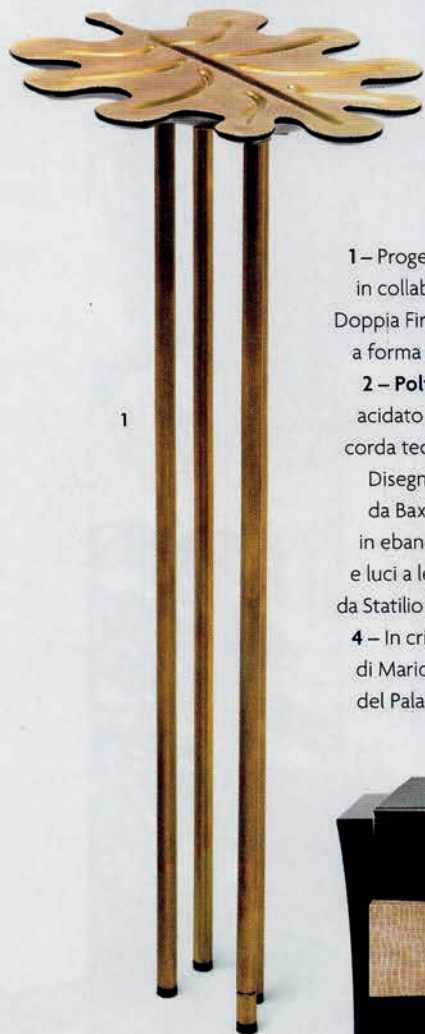 1
1 – Proge
in collab
Doppia Fir
a forma
2 – Pol
acidato
corda tec
Disegn
da Bax
in eban
e luci a le
da Statilio
4 – In cri
di Maric
del Pala